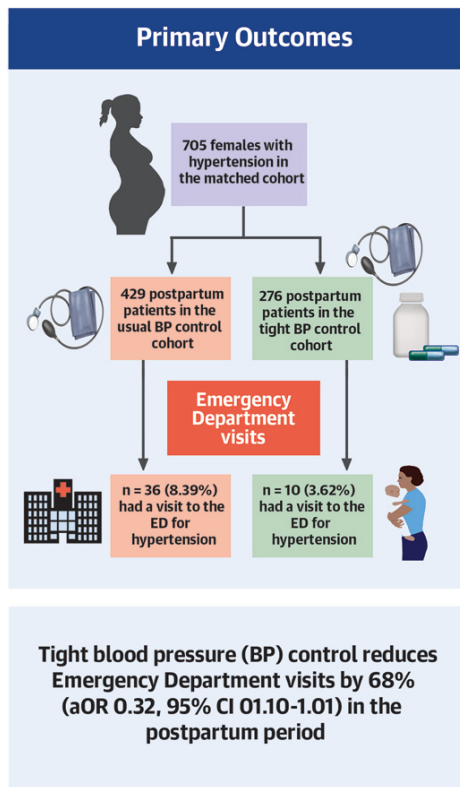 Primary Outcomes
705 females with
hypertension in
the matched cohort
429 postpartum
patients in the
usual BP control
cohort
276 postpartum
patients in the
tight BP control
cohort
Emergency
Department
visits
n = 36 (8.39%)
had a visit to the
ED for
hypertension
n = 10 (3.62%)
had a visit to the
ED for
hypertension
Tight blood pressure (BP) control reduces
Emergency Department visits by 68%
(aOR 0.32, 95% CI 01.10-1.01) in the
postpartum period